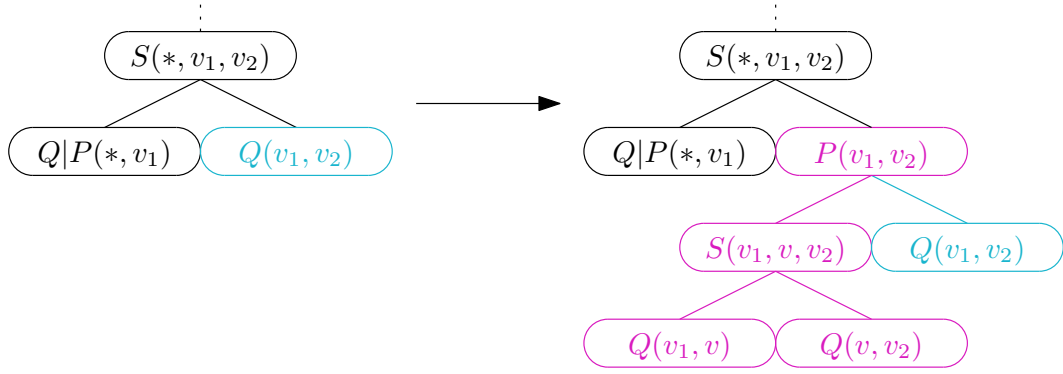 S(∗, v₁, v₂) S(∗, v₁, v₂)
Q|P(∗, v₁) Q(v₁, v₂) Q|P(∗, v₁) P(v₁, v₂)
S(v₁, v, v₂) Q(v₁, v₂)
Q(v₁, v) Q(v, v₂)